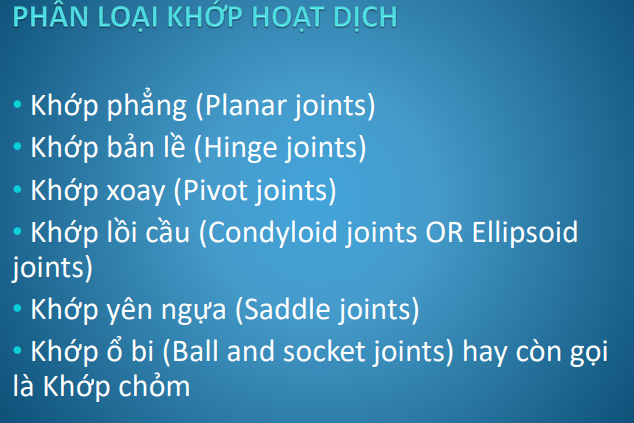 PHÂN LOẠI KHỚP HOẠT DỊCH
• Khớp phẳng (Planar joints)
• Khớp bản lề (Hinge joints)
• Khớp xoay (Pivot joints)
• Khớp lồi cầu (Condyloid joints OR Ellipsoid
joints)
• Khớp yên ngựa (Saddle joints)
• Khớp ổ bi (Ball and socket joints) hay còn gọi
là Khớp chỏm